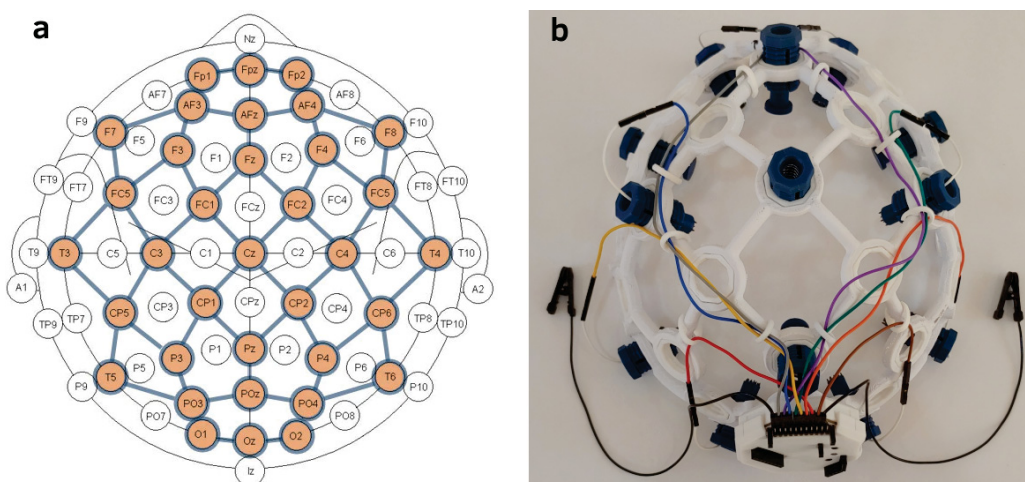 a
b
Nz
Fp1 Fpz Fp2
AF7 AF8
AF3 AFz AF4
F9 F10
F7 F5 F6 F8
F3 F1 Fz F2 F4
FT9 FT7 FT8 FT10
FC5 FC3 FC1 FCz FC2 FC4 FC5
T9 T3 C5 C3 C1 Cz C2 C4 C6 T4 T10
A1 A2
CP5 CP3 CP1 CPz CP2 CP4 CP6
TP9 TP7 TP8 TP10
P3 P1 Pz P2 P4
T5 P5 P6 T6
P9 P10
PO3 POz PO4
PO7 PO8
O1 Oz O2
Iz